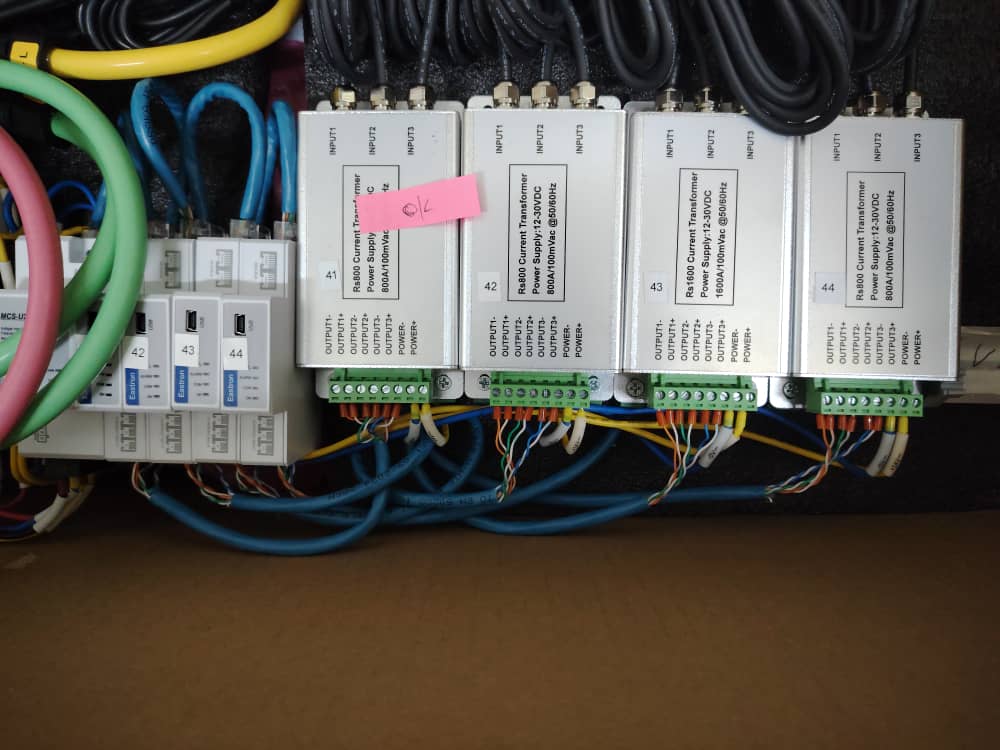 L
INPUT1
INPUT2
INPUT3
Rs800 Current Transformer
Power Supply:12-30VDC
800A/100mVac @50/60Hz
41
OUTPUT1-
OUTPUT1+
OUTPUT2-
OUTPUT2+
OUTPUT3-
OUTPUT3+
POWER-
POWER+
INPUT1
INPUT2
INPUT3
Rs800 Current Transformer
Power Supply:12-30VDC
800A/100mVac @50/60Hz
42
OUTPUT1-
OUTPUT1+
OUTPUT2-
OUTPUT2+
OUTPUT3-
OUTPUT3+
POWER-
POWER+
INPUT1
INPUT2
INPUT3
Rs1600 Current Transformer
Power Supply:12-30VDC
1600A/100mVac @50/60Hz
43
OUTPUT1-
OUTPUT1+
OUTPUT2-
OUTPUT2+
OUTPUT3-
OUTPUT3+
POWER-
POWER+
INPUT1
INPUT2
INPUT3
Rs800 Current Transformer
Power Supply:12-30VDC
800A/100mVac @50/60Hz
44
OUTPUT1-
OUTPUT1+
OUTPUT2-
OUTPUT2+
OUTPUT3-
OUTPUT3+
POWER-
POWER+
42
Eastron
USB
43
Eastron
USB
44
Eastron